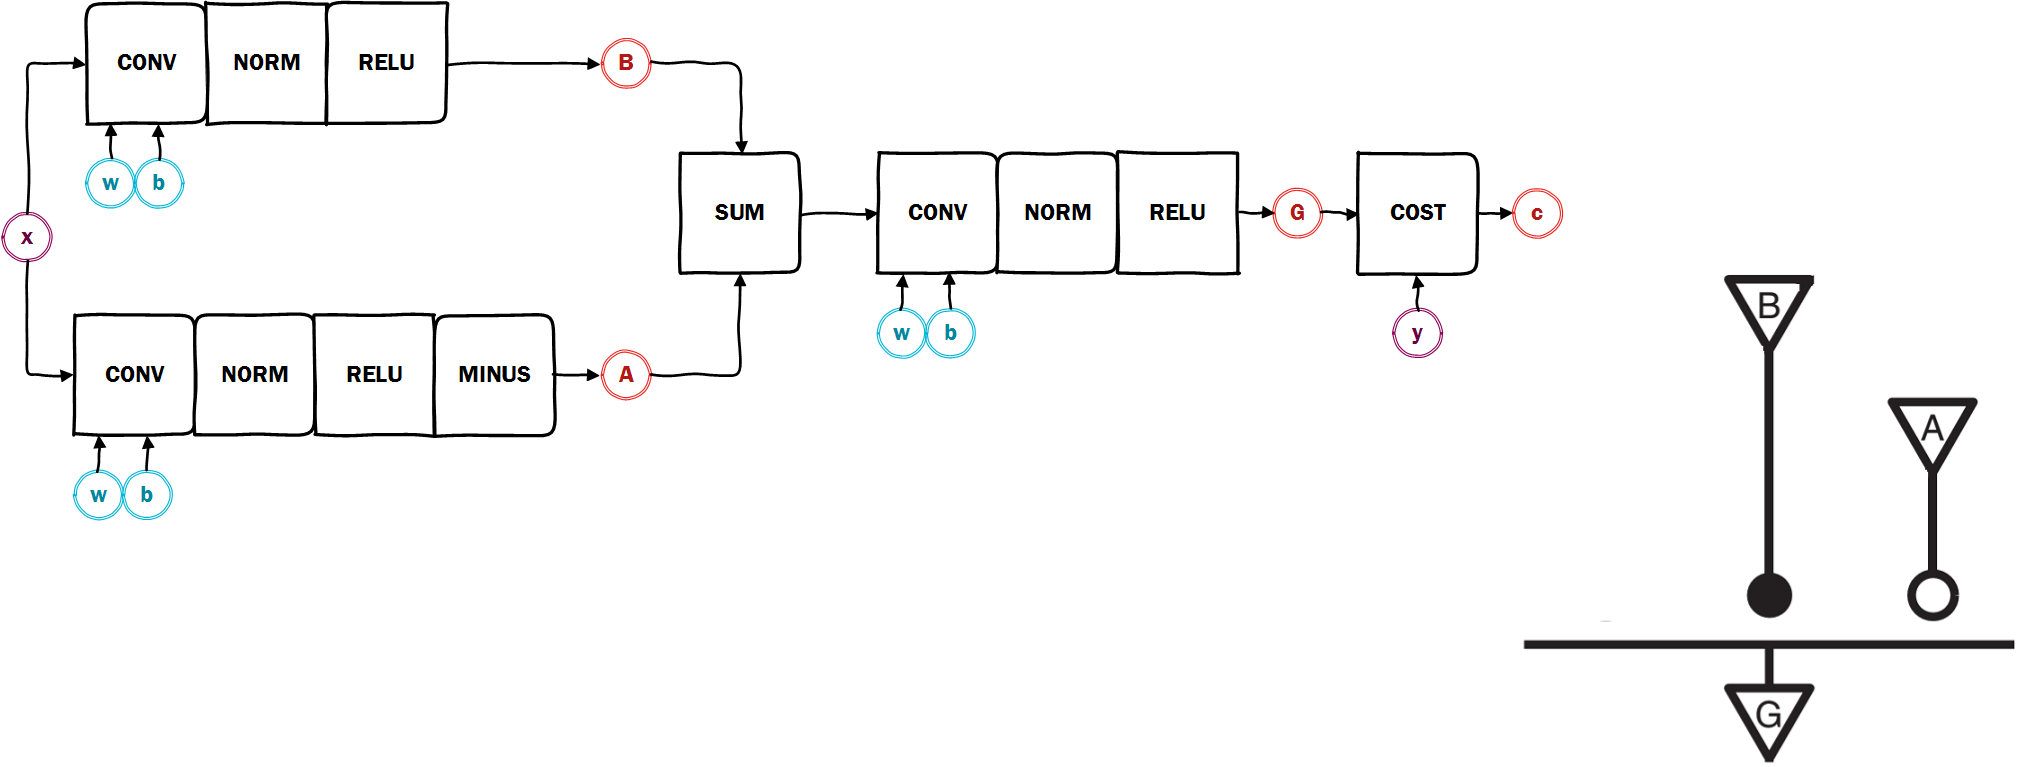 CONV NORM RELU
B
w b
x
SUM
CONV NORM RELU
G
COST
c
w b
y
CONV NORM RELU MINUS
A
w b
B
A
G